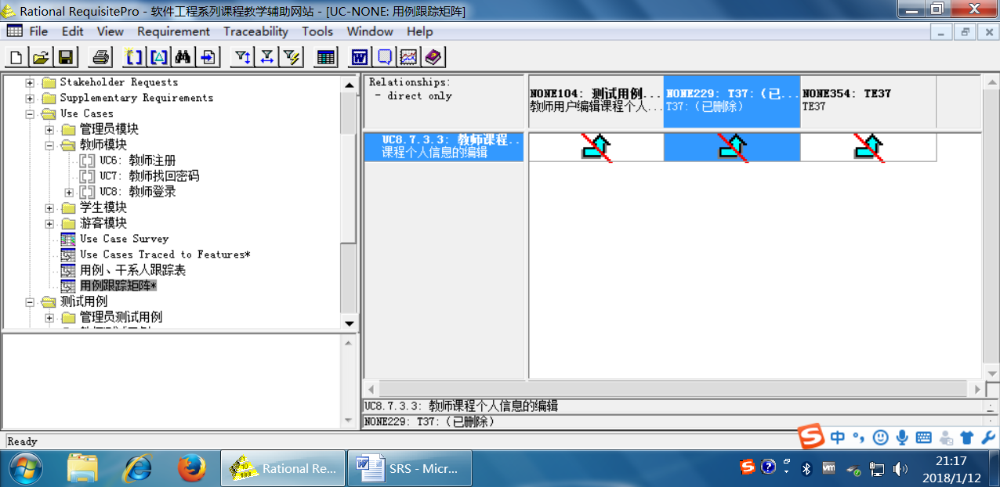 Rational RequisitePro - 软件工程系列课程教学辅助网站 - [UC-NONE: 用例跟踪矩阵]
File Edit View Requirement Traceability Tools Window Help
Stakeholder Requests
Supplementary Requirements
Use Cases
管理员模块
教师模块
UC6: 教师注册
UC7: 教师找回密码
UC8: 教师登录
学生模块
游客模块
Use Case Survey
Use Cases Traced to Features*
用例、干系人跟踪表
用例跟踪矩阵*
测试用例
管理员测试用例
Relationships:
- direct only
NONE104: 测试用例...
教师用户编辑课程个人...
NONE229: T37:（已...
T37:（已删除）
NONE354: TE37
TE37
UC8.7.3.3: 教师课程...
课程个人信息的编辑
UC8.7.3.3: 教师课程个人信息的编辑
NONE229: T37:（已删除）
Ready
中
Rational Re...
SRS - Micr...
21:17
2018/1/12